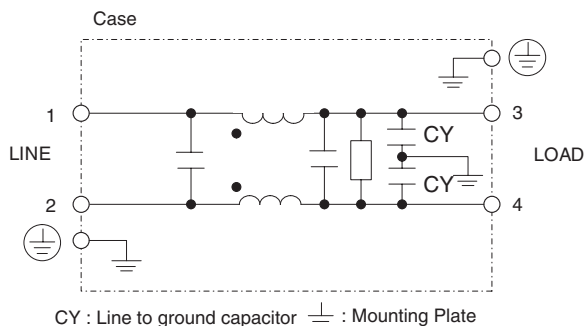 Case
1
3
CY
LINE
LOAD
CY
2
4
CY : Line to ground capacitor : Mounting Plate